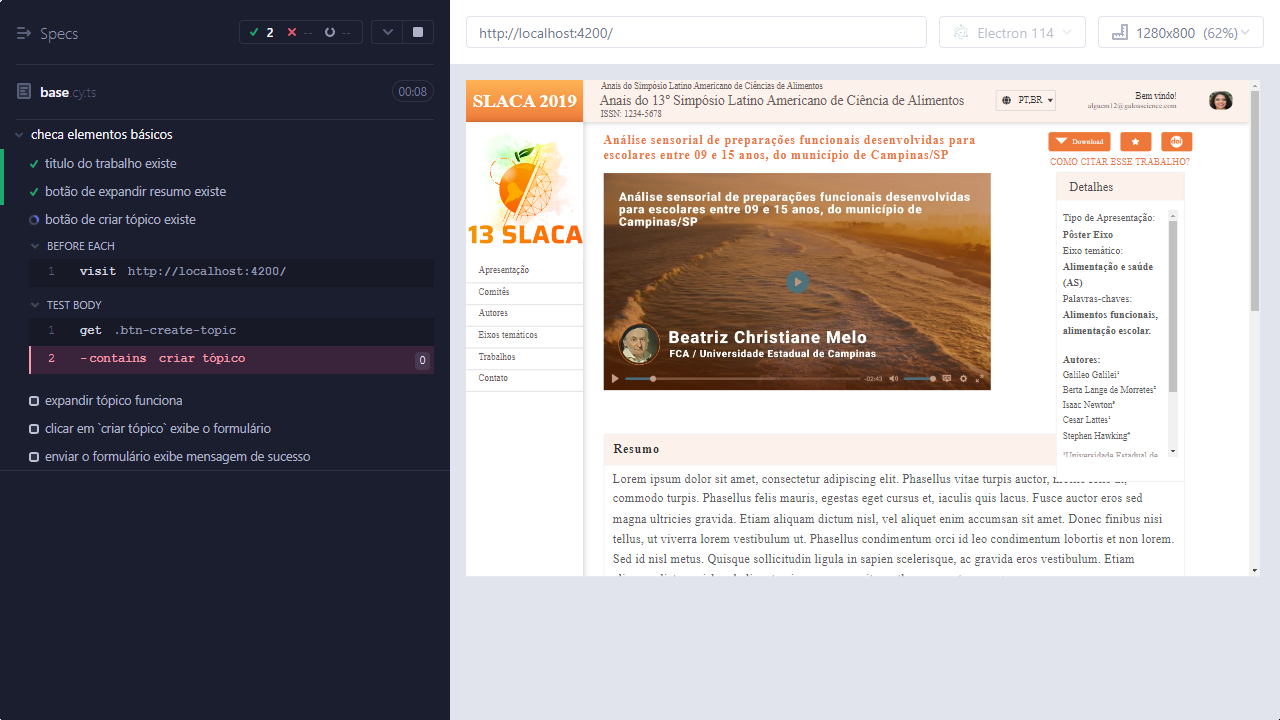 Specs
2
--
--
base.cy.ts
00:08
checa elementos básicos
titulo do trabalho existe
botão de expandir resumo existe
botão de criar tópico existe
BEFORE EACH
1 visit http://localhost:4200/
TEST BODY
1 get .btn-create-topic
2 -contains criar tópico 0
expandir tópico funciona
clicar em `criar tópico` exibe o formulário
enviar o formulário exibe mensagem de sucesso
http://localhost:4200/
Electron 114
1280x800 (62%)
SLACA 2019
Anais do Simpósio Latino Americano de Ciências de Alimentos
Anais do 13º Simpósio Latino Americano de Ciência de Alimentos
ISSN: 1234-5678
PT,BR
Bem vindo!
alguem12@galoascience.com
13 SLACA
Apresentação
Comitês
Autores
Eixos temáticos
Trabalhos
Contato
Análise sensorial de preparações funcionais desenvolvidas para
escolares entre 09 e 15 anos, do município de Campinas/SP
Download
doi
COMO CITAR ESSE TRABALHO?
Análise sensorial de preparações funcionais desenvolvidas
para escolares entre 09 e 15 anos, do município de
Campinas/SP
Beatriz Christiane Melo
FCA / Universidade Estadual de Campinas
-02:43
Detalhes
Tipo de Apresentação:
Pôster Eixo
Eixo temático:
Alimentação e saúde
(AS)
Palavras-chaves:
Alimentos funcionais,
alimentação escolar.
Autores:
Galileo Galilei¹
Berta Lange de Morretes²
Isaac Newton³
Cesar Lattes¹
Stephen Hawking⁴
¹Universidade Estadual de
Resumo
Lorem ipsum dolor sit amet, consectetur adipiscing elit. Phasellus vitae turpis auctor,
commodo turpis. Phasellus felis mauris, egestas eget cursus et, iaculis quis lacus. Fusce auctor eros sed
magna ultricies gravida. Etiam aliquam dictum nisl, vel aliquet enim accumsan sit amet. Donec finibus nisi
tellus, ut viverra lorem vestibulum ut. Phasellus condimentum orci id leo condimentum lobortis et non lorem.
Sed id nisl metus. Quisque sollicitudin ligula in sapien scelerisque, ac gravida eros vestibulum. Etiam